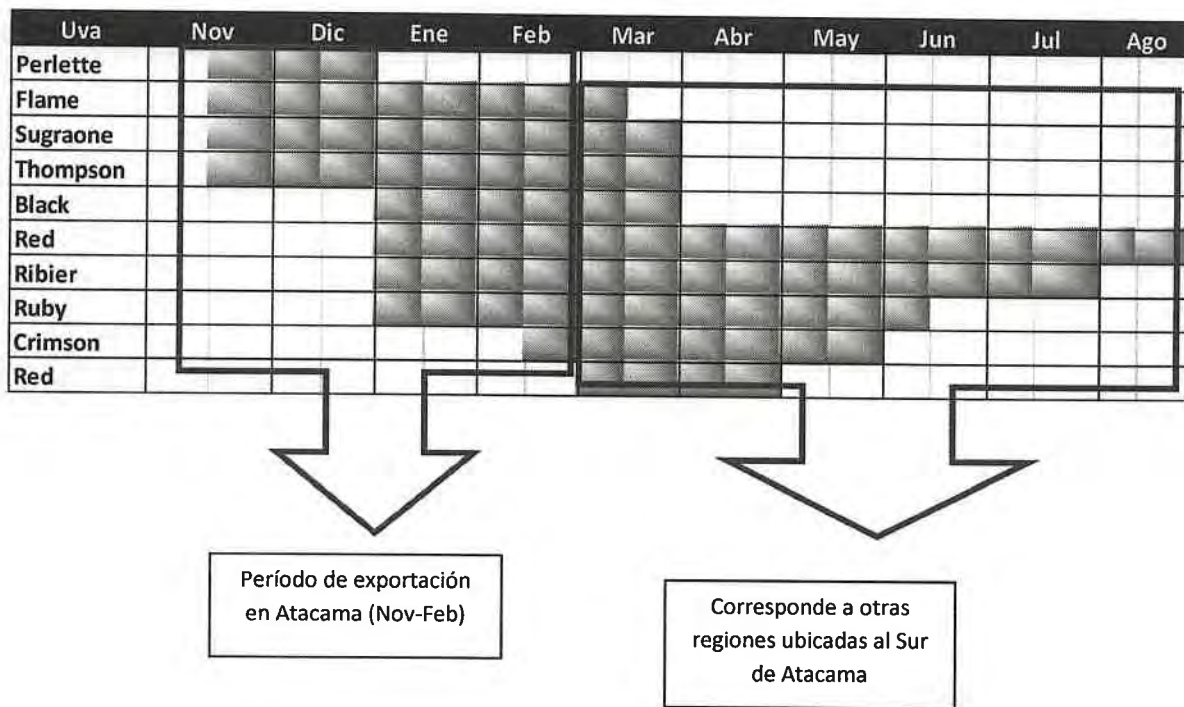 Uva Nov Dic Ene Feb Mar Abr May Jun Jul Ago
Perlette
Flame
Sugraone
Thompson
Black
Red
Ribier
Ruby
Crimson
Red
Período de exportación
en Atacama (Nov-Feb)
Corresponde a otras
regiones ubicadas al Sur
de Atacama